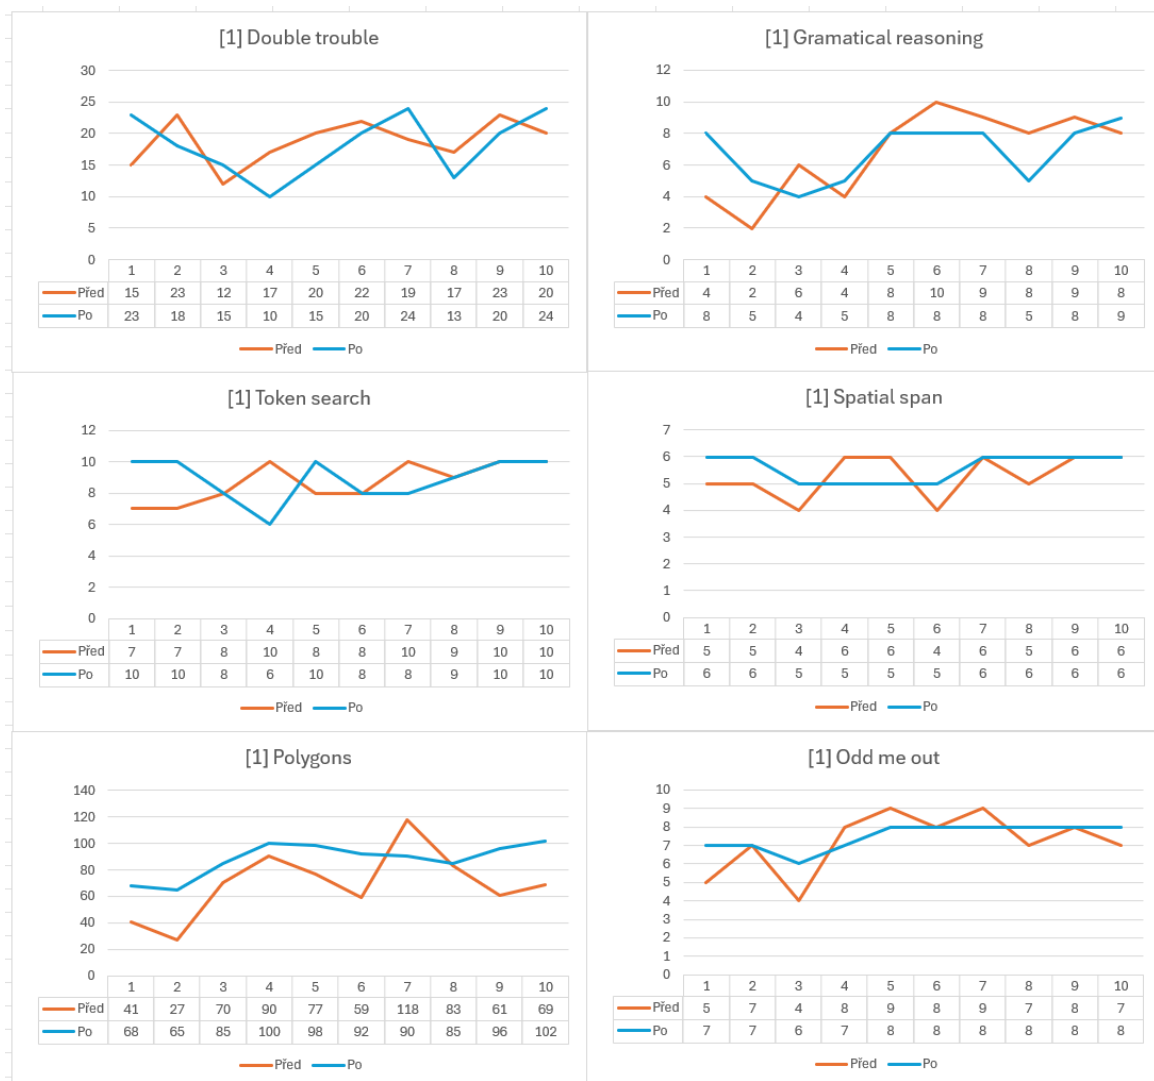 [1] Double trouble
30
25
20
15
10
5
0
1 2 3 4 5 6 7 8 9 10
Před 15 23 12 17 20 22 19 17 23 20
Po 23 18 15 10 15 20 24 13 20 24
Před Po
[1] Gramatical reasoning
12
10
8
6
4
2
0
1 2 3 4 5 6 7 8 9 10
Před 4 2 6 4 8 10 9 8 9 8
Po 8 5 4 5 8 8 8 5 8 9
Před Po
[1] Token search
12
10
8
6
4
2
0
1 2 3 4 5 6 7 8 9 10
Před 7 7 8 10 8 8 10 9 10 10
Po 10 10 8 6 10 8 8 9 10 10
Před Po
[1] Spatial span
7
6
5
4
3
2
1
0
1 2 3 4 5 6 7 8 9 10
Před 5 5 4 6 6 4 6 5 6 6
Po 6 6 5 5 5 5 6 6 6 6
Před Po
[1] Polygons
140
120
100
80
60
40
20
0
1 2 3 4 5 6 7 8 9 10
Před 41 27 70 90 77 59 118 83 61 69
Po 68 65 85 100 98 92 90 85 96 102
Před Po
[1] Odd me out
10
9
8
7
6
5
4
3
2
1
0
1 2 3 4 5 6 7 8 9 10
Před 5 7 4 8 9 8 9 7 8 7
Po 7 7 6 7 8 8 8 8 8 8
Před Po